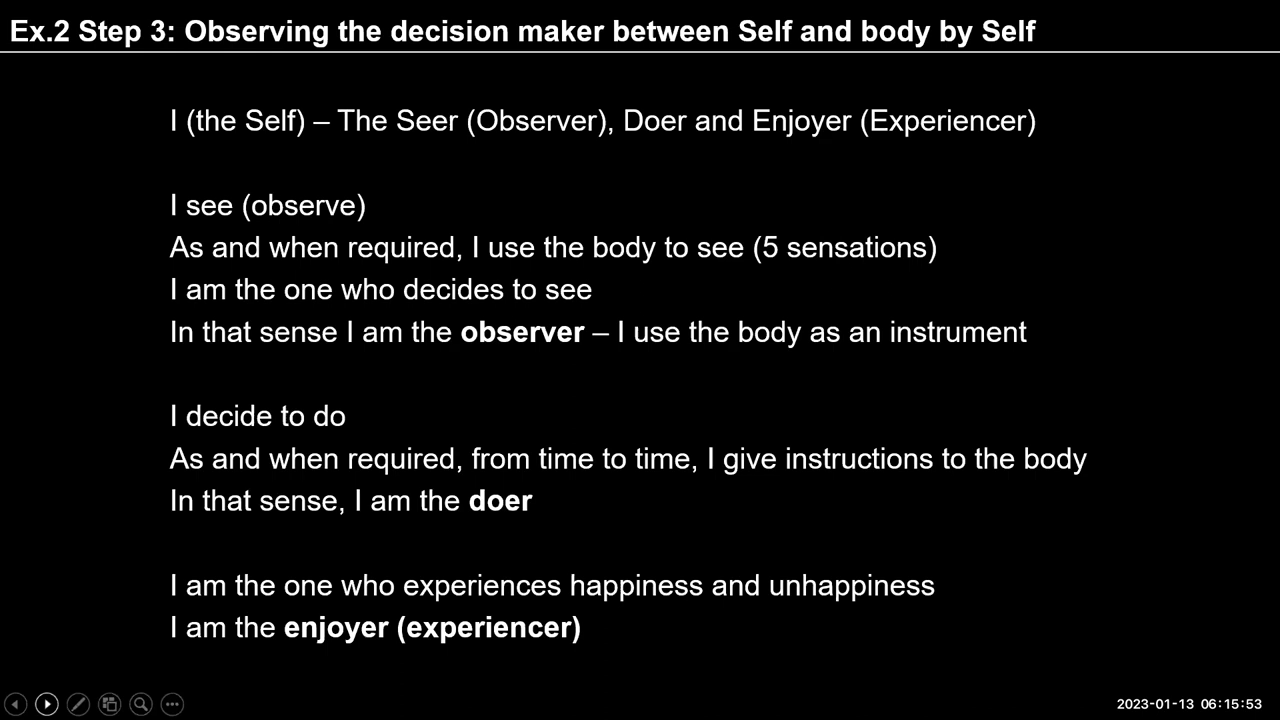 Ex.2 Step 3: Observing the decision maker between Self and body by Self
I (the Self) – The Seer (Observer), Doer and Enjoyer (Experiencer)
I see (observe)
As and when required, I use the body to see (5 sensations)
I am the one who decides to see
In that sense I am the observer – I use the body as an instrument
I decide to do
As and when required, from time to time, I give instructions to the body
In that sense, I am the doer
I am the one who experiences happiness and unhappiness
I am the enjoyer (experiencer)
2023-01-13 06:15:53